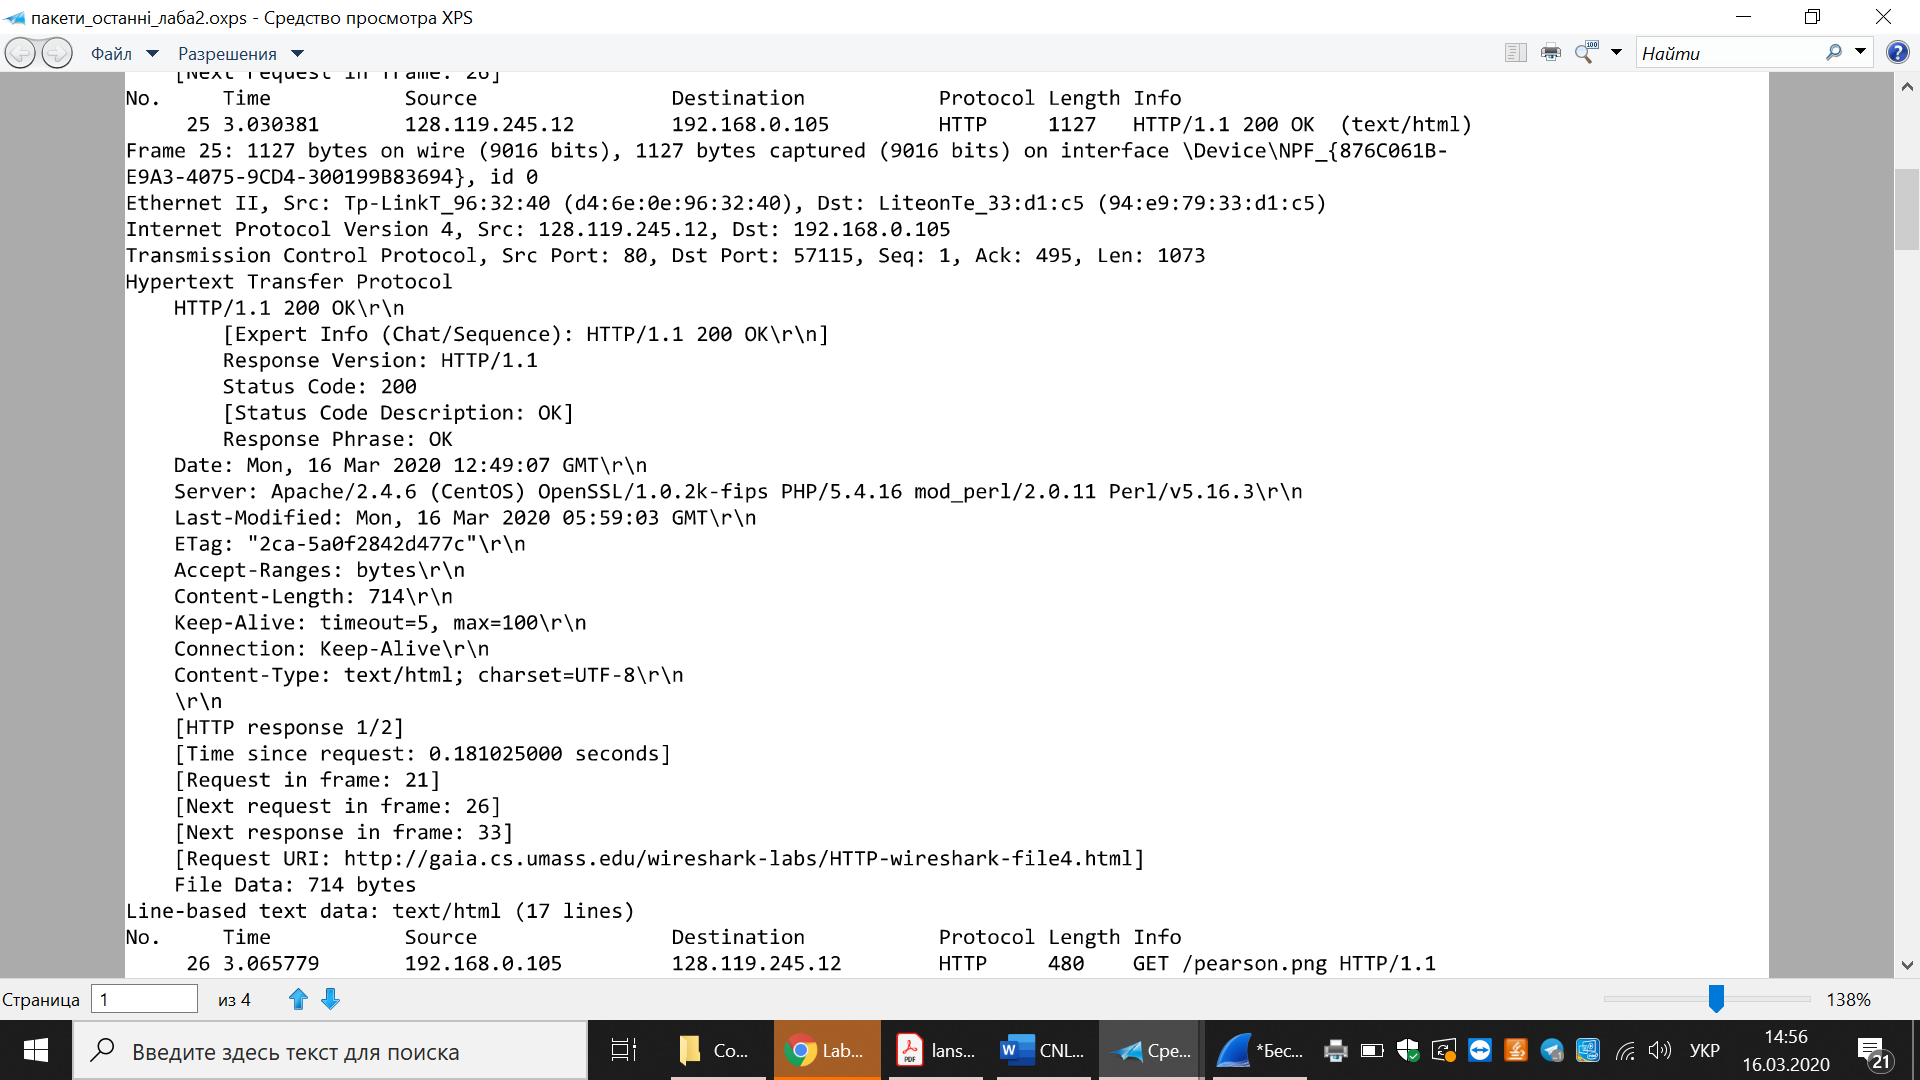 пакети_останні_лаба2.oxps - Средство просмотра XPS
Файл Разрешения Найти
[Next request in frame: 26]
No. Time Source Destination Protocol Length Info
25 3.030381 128.119.245.12 192.168.0.105 HTTP 1127 HTTP/1.1 200 OK (text/html)
Frame 25: 1127 bytes on wire (9016 bits), 1127 bytes captured (9016 bits) on interface \Device\NPF_{876C061B-
E9A3-4075-9CD4-300199B83694}, id 0
Ethernet II, Src: Tp-LinkT_96:32:40 (d4:6e:0e:96:32:40), Dst: LiteonTe_33:d1:c5 (94:e9:79:33:d1:c5)
Internet Protocol Version 4, Src: 128.119.245.12, Dst: 192.168.0.105
Transmission Control Protocol, Src Port: 80, Dst Port: 57115, Seq: 1, Ack: 495, Len: 1073
Hypertext Transfer Protocol
HTTP/1.1 200 OK\r\n
[Expert Info (Chat/Sequence): HTTP/1.1 200 OK\r\n]
Response Version: HTTP/1.1
Status Code: 200
[Status Code Description: OK]
Response Phrase: OK
Date: Mon, 16 Mar 2020 12:49:07 GMT\r\n
Server: Apache/2.4.6 (CentOS) OpenSSL/1.0.2k-fips PHP/5.4.16 mod_perl/2.0.11 Perl/v5.16.3\r\n
Last-Modified: Mon, 16 Mar 2020 05:59:03 GMT\r\n
ETag: "2ca-5a0f2842d477c"\r\n
Accept-Ranges: bytes\r\n
Content-Length: 714\r\n
Keep-Alive: timeout=5, max=100\r\n
Connection: Keep-Alive\r\n
Content-Type: text/html; charset=UTF-8\r\n
\r\n
[HTTP response 1/2]
[Time since request: 0.181025000 seconds]
[Request in frame: 21]
[Next request in frame: 26]
[Next response in frame: 33]
[Request URI: http://gaia.cs.umass.edu/wireshark-labs/HTTP-wireshark-file4.html]
File Data: 714 bytes
Line-based text data: text/html (17 lines)
No. Time Source Destination Protocol Length Info
26 3.065779 192.168.0.105 128.119.245.12 HTTP 480 GET /pearson.png HTTP/1.1
Страница 1 из 4 138%
Введите здесь текст для поиска Co... Lab... lans... CNL... Сре... *Бес... УКР 14:56
16.03.2020 21